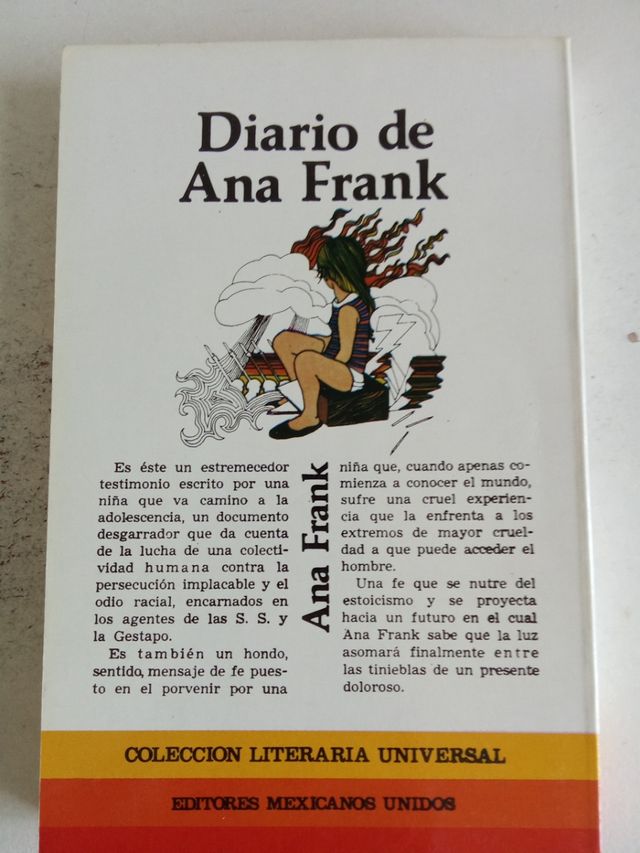 Diario de
Ana Frank
Es éste un estremecedor
testimonio escrito por una
niña que va camino a la
adolescencia, un documento
desgarrador que da cuenta
de la lucha de una colecti-
vidad humana contra la
persecución implacable y el
odio racial, encarnados en
los agentes de las S. S. y
la Gestapo.
Es también un hondo,
sentido, mensaje de fe pues-
to en el porvenir por una
Ana Frank
niña que, cuando apenas co-
mienza a conocer el mundo,
sufre una cruel experien-
cia que la enfrenta a los
extremos de mayor cruel-
dad a que puede acceder el
hombre.
Una fe que se nutre del
estoicismo y se proyecta
hacia un futuro en el cual
Ana Frank sabe que la luz
asomará finalmente entre
las tinieblas de un presente
doloroso.
COLECCION LITERARIA UNIVERSAL
EDITORES MEXICANOS UNIDOS